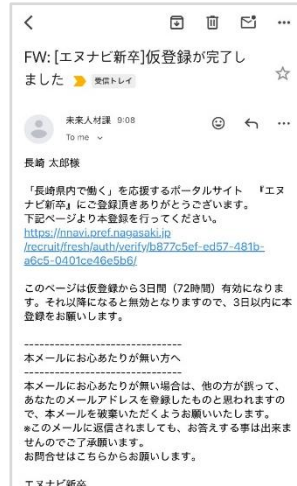 FW: [エヌナビ新卒]仮登録が完了し
ました 受信トレイ
未来人材課 9:08
To me
長崎 太郎様
「長崎県内で働く」を応援するポータルサイト 『エヌ
ナビ新卒』にご登録頂きありがとうございます。
下記ページより本登録を行ってください。
https://nnavi.pref.nagasaki.jp
/recruit/fresh/auth/verify/b877c5ef-ed57-481b-
a6c5-0401ce46e5b6/
このページは仮登録から3日間（72時間）有効になりま
す。それ以降になると無効となりますので、3日以内に本
登録をお願いします。
------------------------------
本メールにお心あたりが無い方へ
------------------------------
本メールにお心あたりが無い場合は、他の方が誤って、
あなたのメールアドレスを登録したものと思われますの
で、本メールを破棄いただくようお願いいたします。
※このメールに返信されましても、お答えする事は出来ま
せんのでご了承願います。
お問合せはこちらからお願いします。
エヌナビ新卒